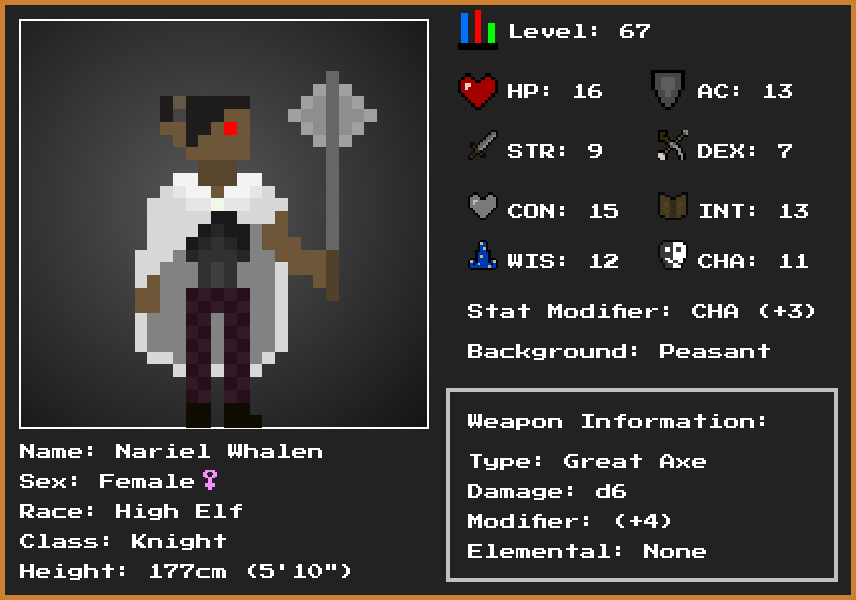 Level: 67
HP: 16 AC: 13
STR: 9 DEX: 7
CON: 15 INT: 13
WIS: 12 CHA: 11
Stat Modifier: CHA (+3)
Background: Peasant
Weapon Information:
Type: Great Axe
Damage: d6
Modifier: (+4)
Elemental: None
Name: Nariel Whalen
Sex: Female♀
Race: High Elf
Class: Knight
Height: 177cm (5'10")